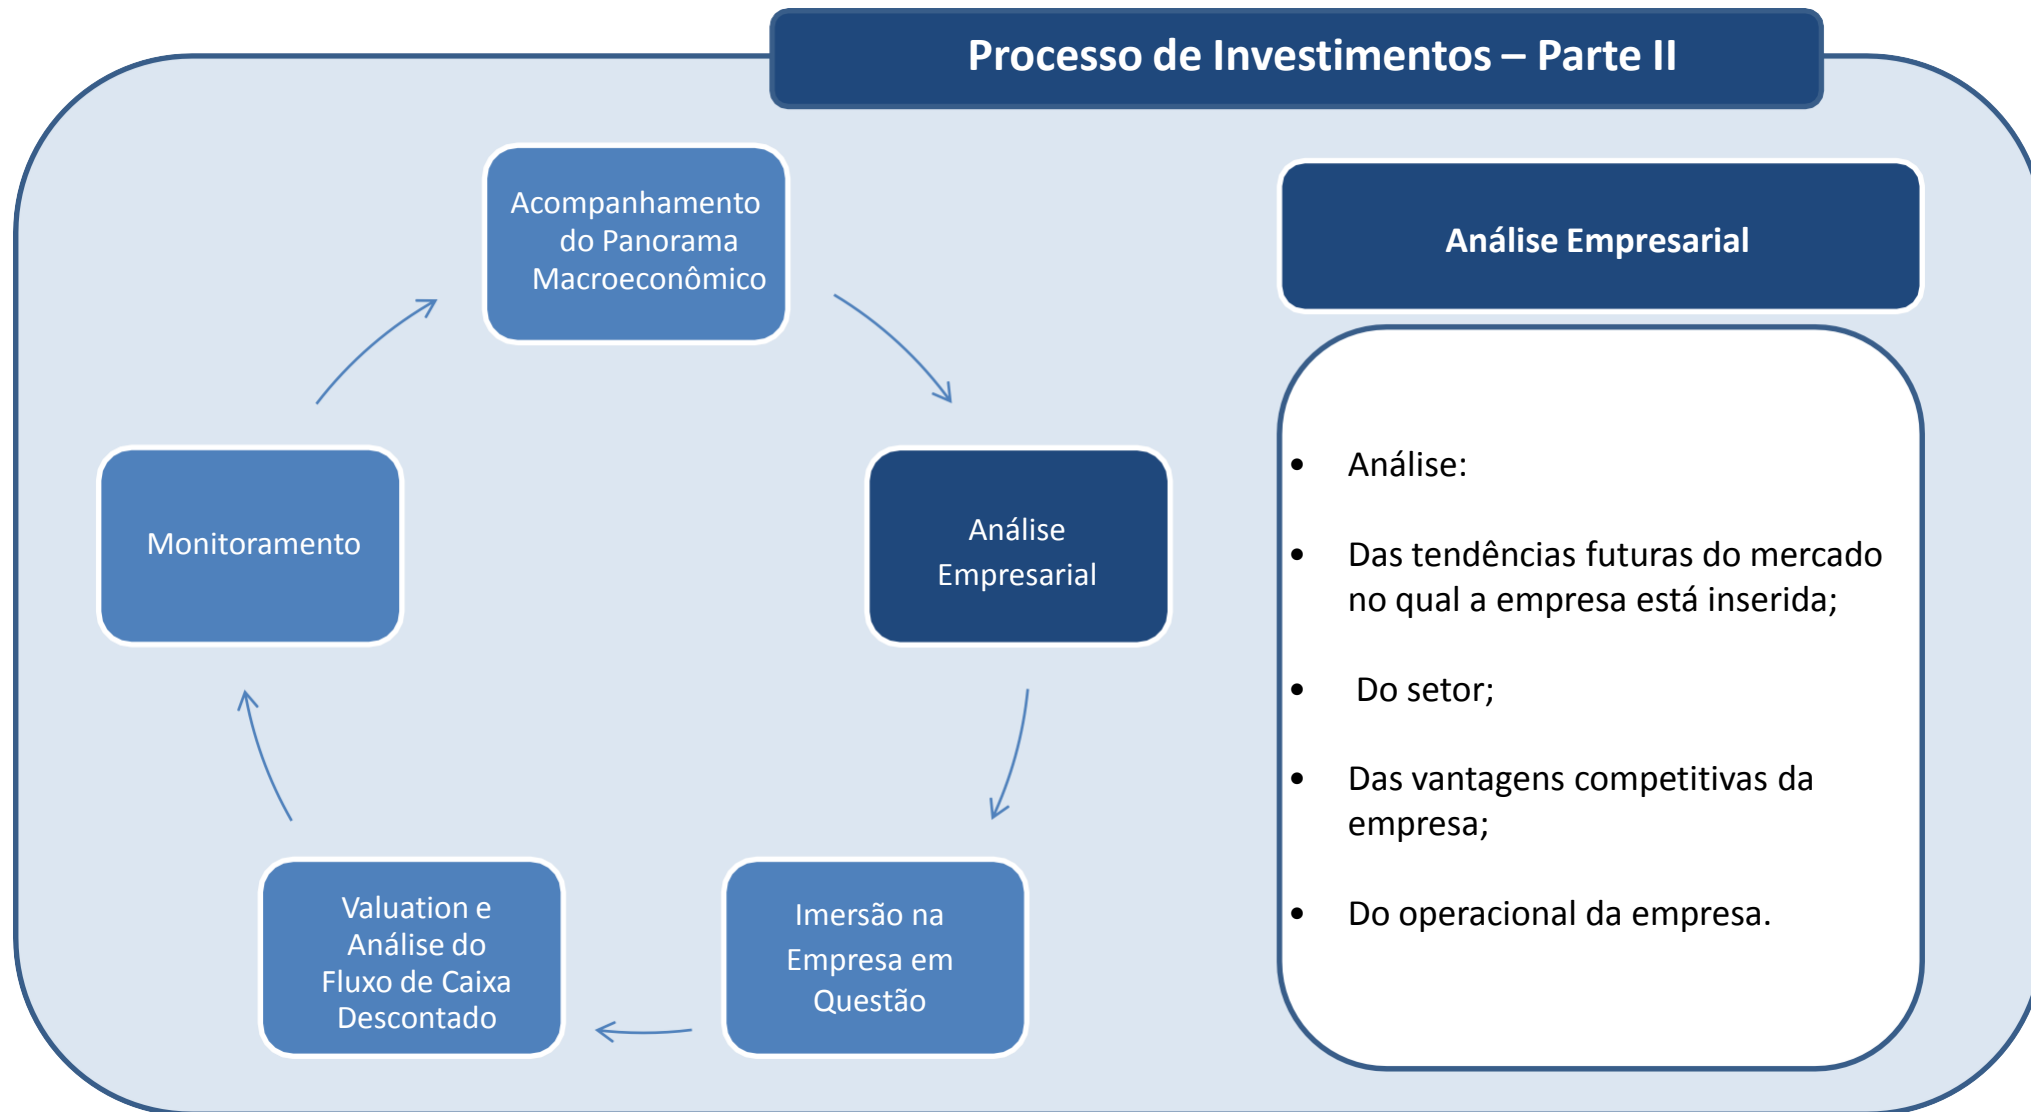 Processo de Investimentos – Parte II
Acompanhamento
do Panorama
Macroeconômico
Análise
Empresarial
Imersão na
Empresa em
Questão
Valuation e
Análise do
Fluxo de Caixa
Descontado
Monitoramento
Análise Empresarial
• Análise:
• Das tendências futuras do mercado
no qual a empresa está inserida;
• Do setor;
• Das vantagens competitivas da
empresa;
• Do operacional da empresa.